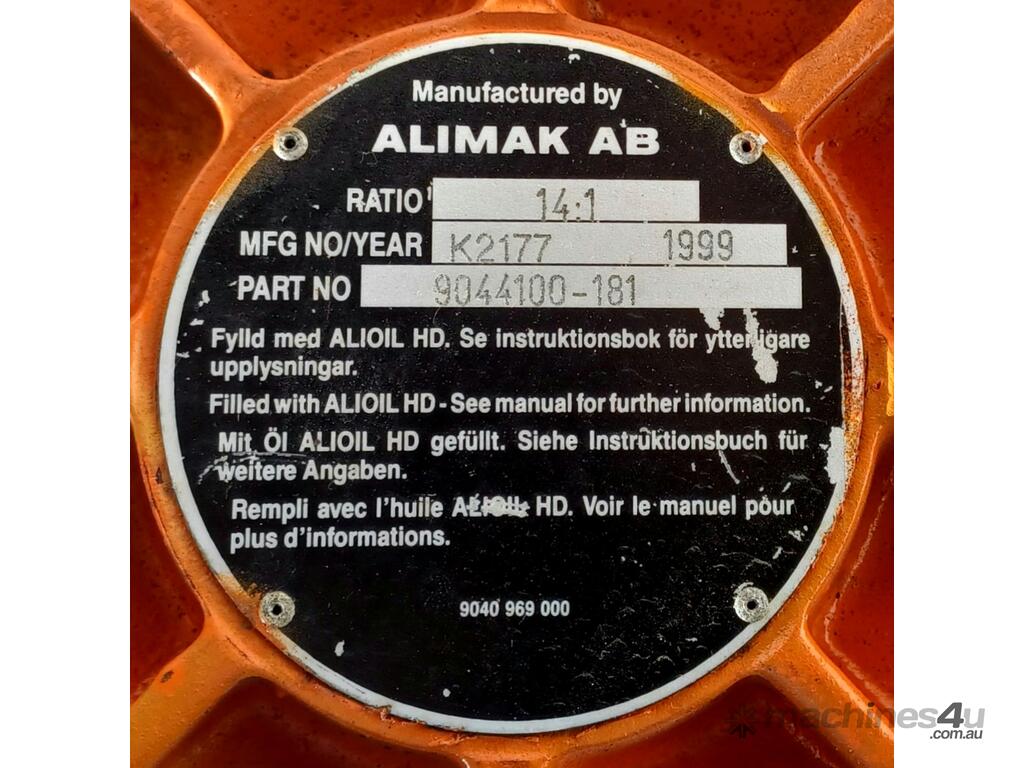 Manufactured by
ALIMAK AB
RATIO 14:1
MFG NO/YEAR K2177 1999
PART NO 9044100-181
Fylld med ALIOIL HD. Se instruktionsbok för ytterligare
upplysningar.
Filled with ALIOIL HD - See manual for further information.
Mit Öl ALIOIL HD gefüllt. Siehe Instruktionsbuch für
weitere Angaben.
Rempli avec l'huile ALIOIL HD. Voir le manuel pour
plus d'informations.
9040 969 000
machines4u
.com.au